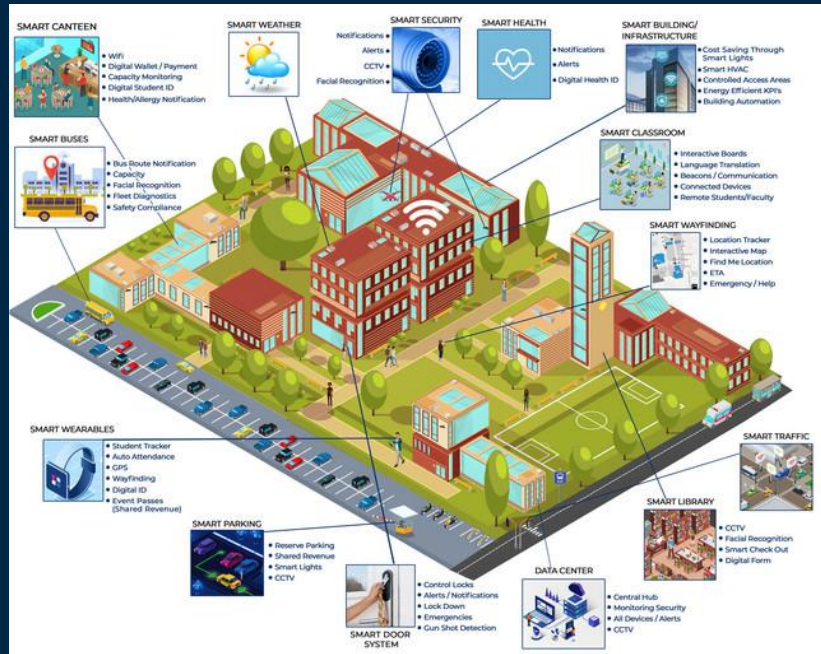 SMART CANTEEN
Wifi
Digital Wallet / Payment
Capacity Monitoring
Digital Student ID
Health/Allergy Notification
SMART WEATHER
SMART SECURITY
Notifications
Alerts
CCTV
Facial Recognition
SMART HEALTH
Notifications
Alerts
Digital Health ID
SMART BUILDING/
INFRASTRUCTURE
Cost Saving Through
Smart Lights
Smart HVAC
Controlled Access Areas
Energy Efficient KPI's
Building Automation
SMART BUSES
Bus Route Notification
Capacity
Facial Recognition
Fleet Diagnostics
Safety Compliance
SMART CLASSROOM
Interactive Boards
Language Translation
Beacons / Communication
Connected Devices
Remote Students/Faculty
SMART WAYFINDING
Location Tracker
Interactive Map
Find Me Location
ETA
Emergency / Help
SMART WEARABLES
Student Tracker
Auto Attendance
GPS
Wayfinding
Digital ID
Event Passes
(Shared Revenue)
SMART PARKING
Reserve Parking
Shared Revenue
Smart Lights
CCTV
SMART DOOR
SYSTEM
Control Locks
Alerts / Notifications
Lock Down
Emergencies
Gun Shot Detection
DATA CENTER
Central Hub
Monitoring Security
All Devices / Alerts
CCTV
SMART LIBRARY
CCTV
Facial Recognition
Smart Check Out
Digital Form
SMART TRAFFIC